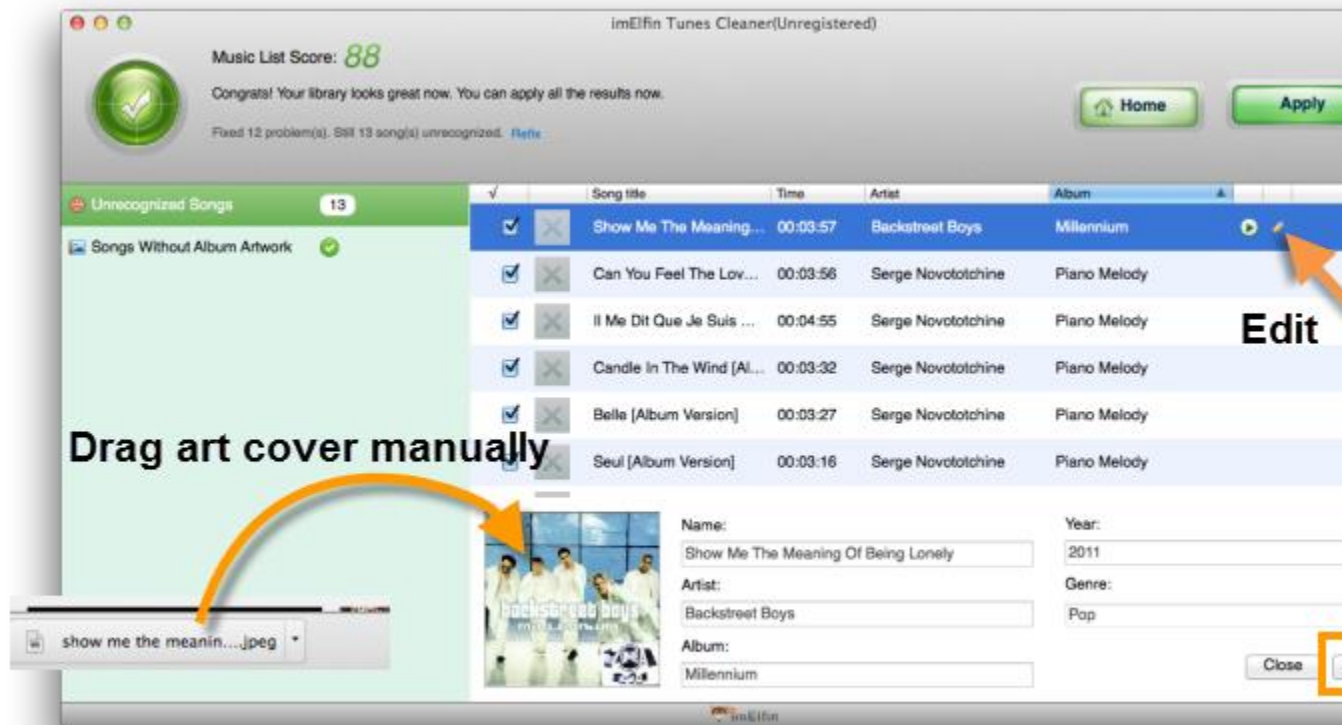 imElfin Tunes Cleaner(Unregistered)
Music List Score: 88
Congrats! Your library looks great now. You can apply all the results now.
Fixed 12 problem(s). Still 13 song(s) unrecognized. Refix
Home
Apply
Unrecognized Songs 13
Songs Without Album Artwork
√ Song title Time Artist Album
Show Me The Meaning... 00:03:57 Backstreet Boys Millennium
Can You Feel The Lov... 00:03:56 Serge Novototchine Piano Melody
Il Me Dit Que Je Suis ... 00:04:55 Serge Novototchine Piano Melody
Candle In The Wind [Al... 00:03:32 Serge Novototchine Piano Melody
Belle [Album Version] 00:03:27 Serge Novototchine Piano Melody
Seul [Album Version] 00:03:16 Serge Novototchine Piano Melody
Edit
Drag art cover manually
show me the meanin....jpeg
backstreet boys
millennium
Name:
Show Me The Meaning Of Being Lonely
Artist:
Backstreet Boys
Album:
Millennium
Year:
2011
Genre:
Pop
Close
imElfin